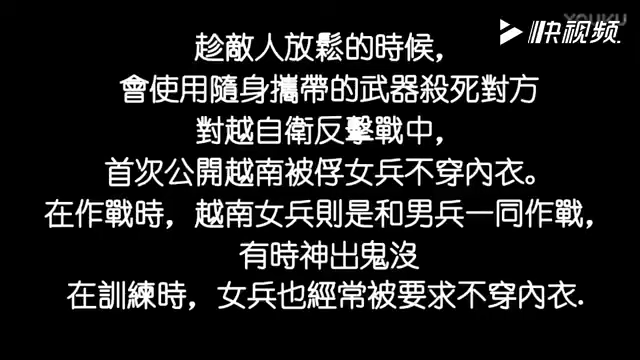 YOUKU
快视频.
趁敵人放鬆的時候，
會使用隨身攜帶的武器殺死對方
對越自衛反擊戰中，
首次公開越南被俘女兵不穿內衣。
在作戰時，越南女兵則是和男兵一同作戰，
有時神出鬼沒
在訓練時，女兵也經常被要求不穿內衣.